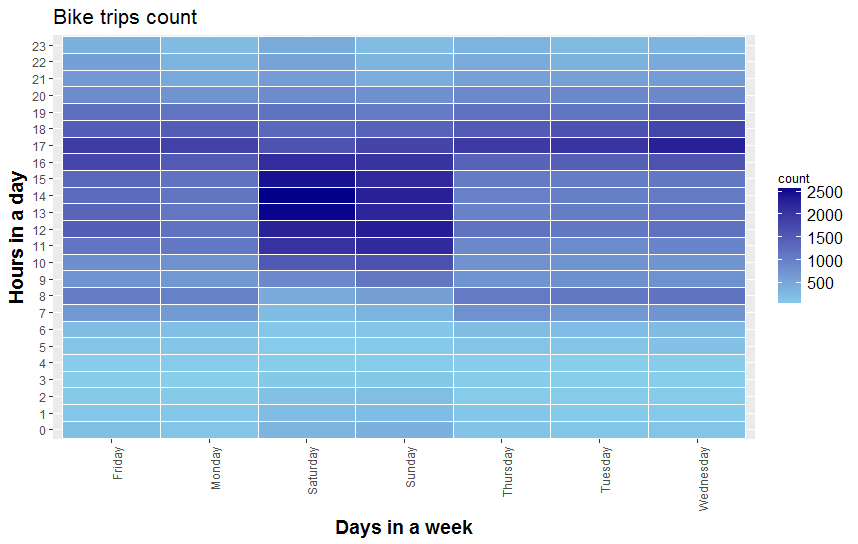 Bike trips count
Hours in a day
23
22
21
20
19
18
17
16
15
14
13
12
11
10
9
8
7
6
5
4
3
2
1
0
Friday
Monday
Saturday
Sunday
Thursday
Tuesday
Wednesday
Days in a week
count
2500
2000
1500
1000
500